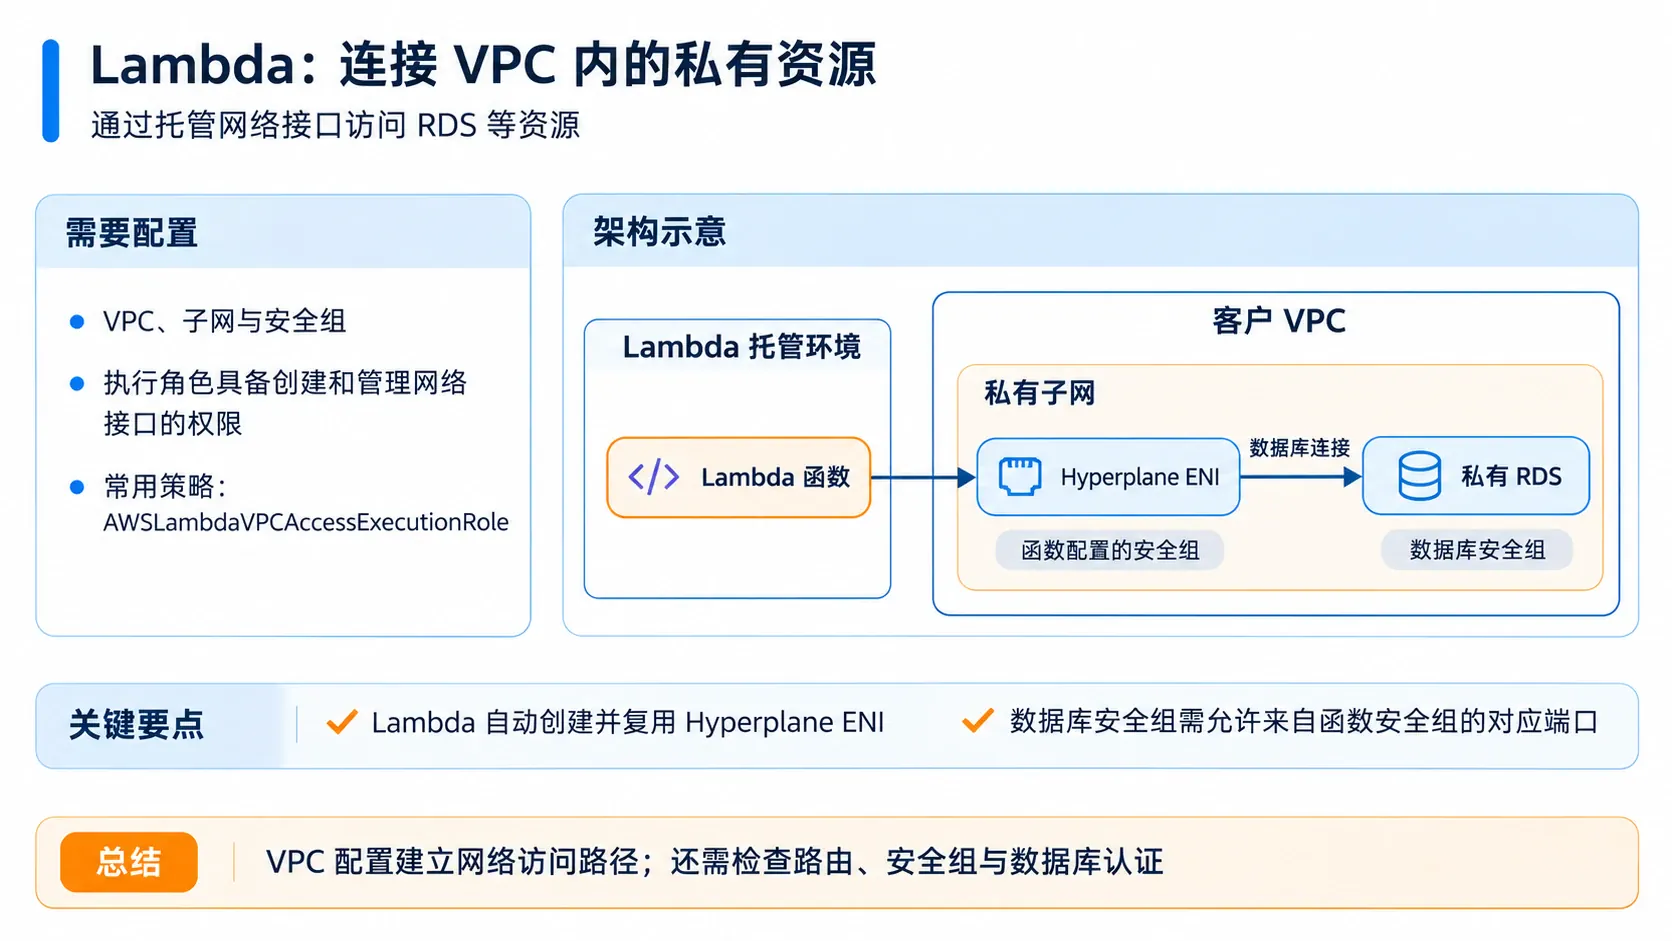 Lambda：连接 VPC 内的私有资源
通过托管网络接口访问 RDS 等资源
需要配置
VPC、子网与安全组
执行角色具备创建和管理网络
接口的权限
常用策略：
AWSLambdaVPCAccessExecutionRole
架构示意
Lambda 托管环境
Lambda 函数
客户 VPC
私有子网
Hyperplane ENI
函数配置的安全组
数据库连接
私有 RDS
数据库安全组
关键要点
Lambda 自动创建并复用 Hyperplane ENI
数据库安全组需允许来自函数安全组的对应端口
总结
VPC 配置建立网络访问路径；还需检查路由、安全组与数据库认证